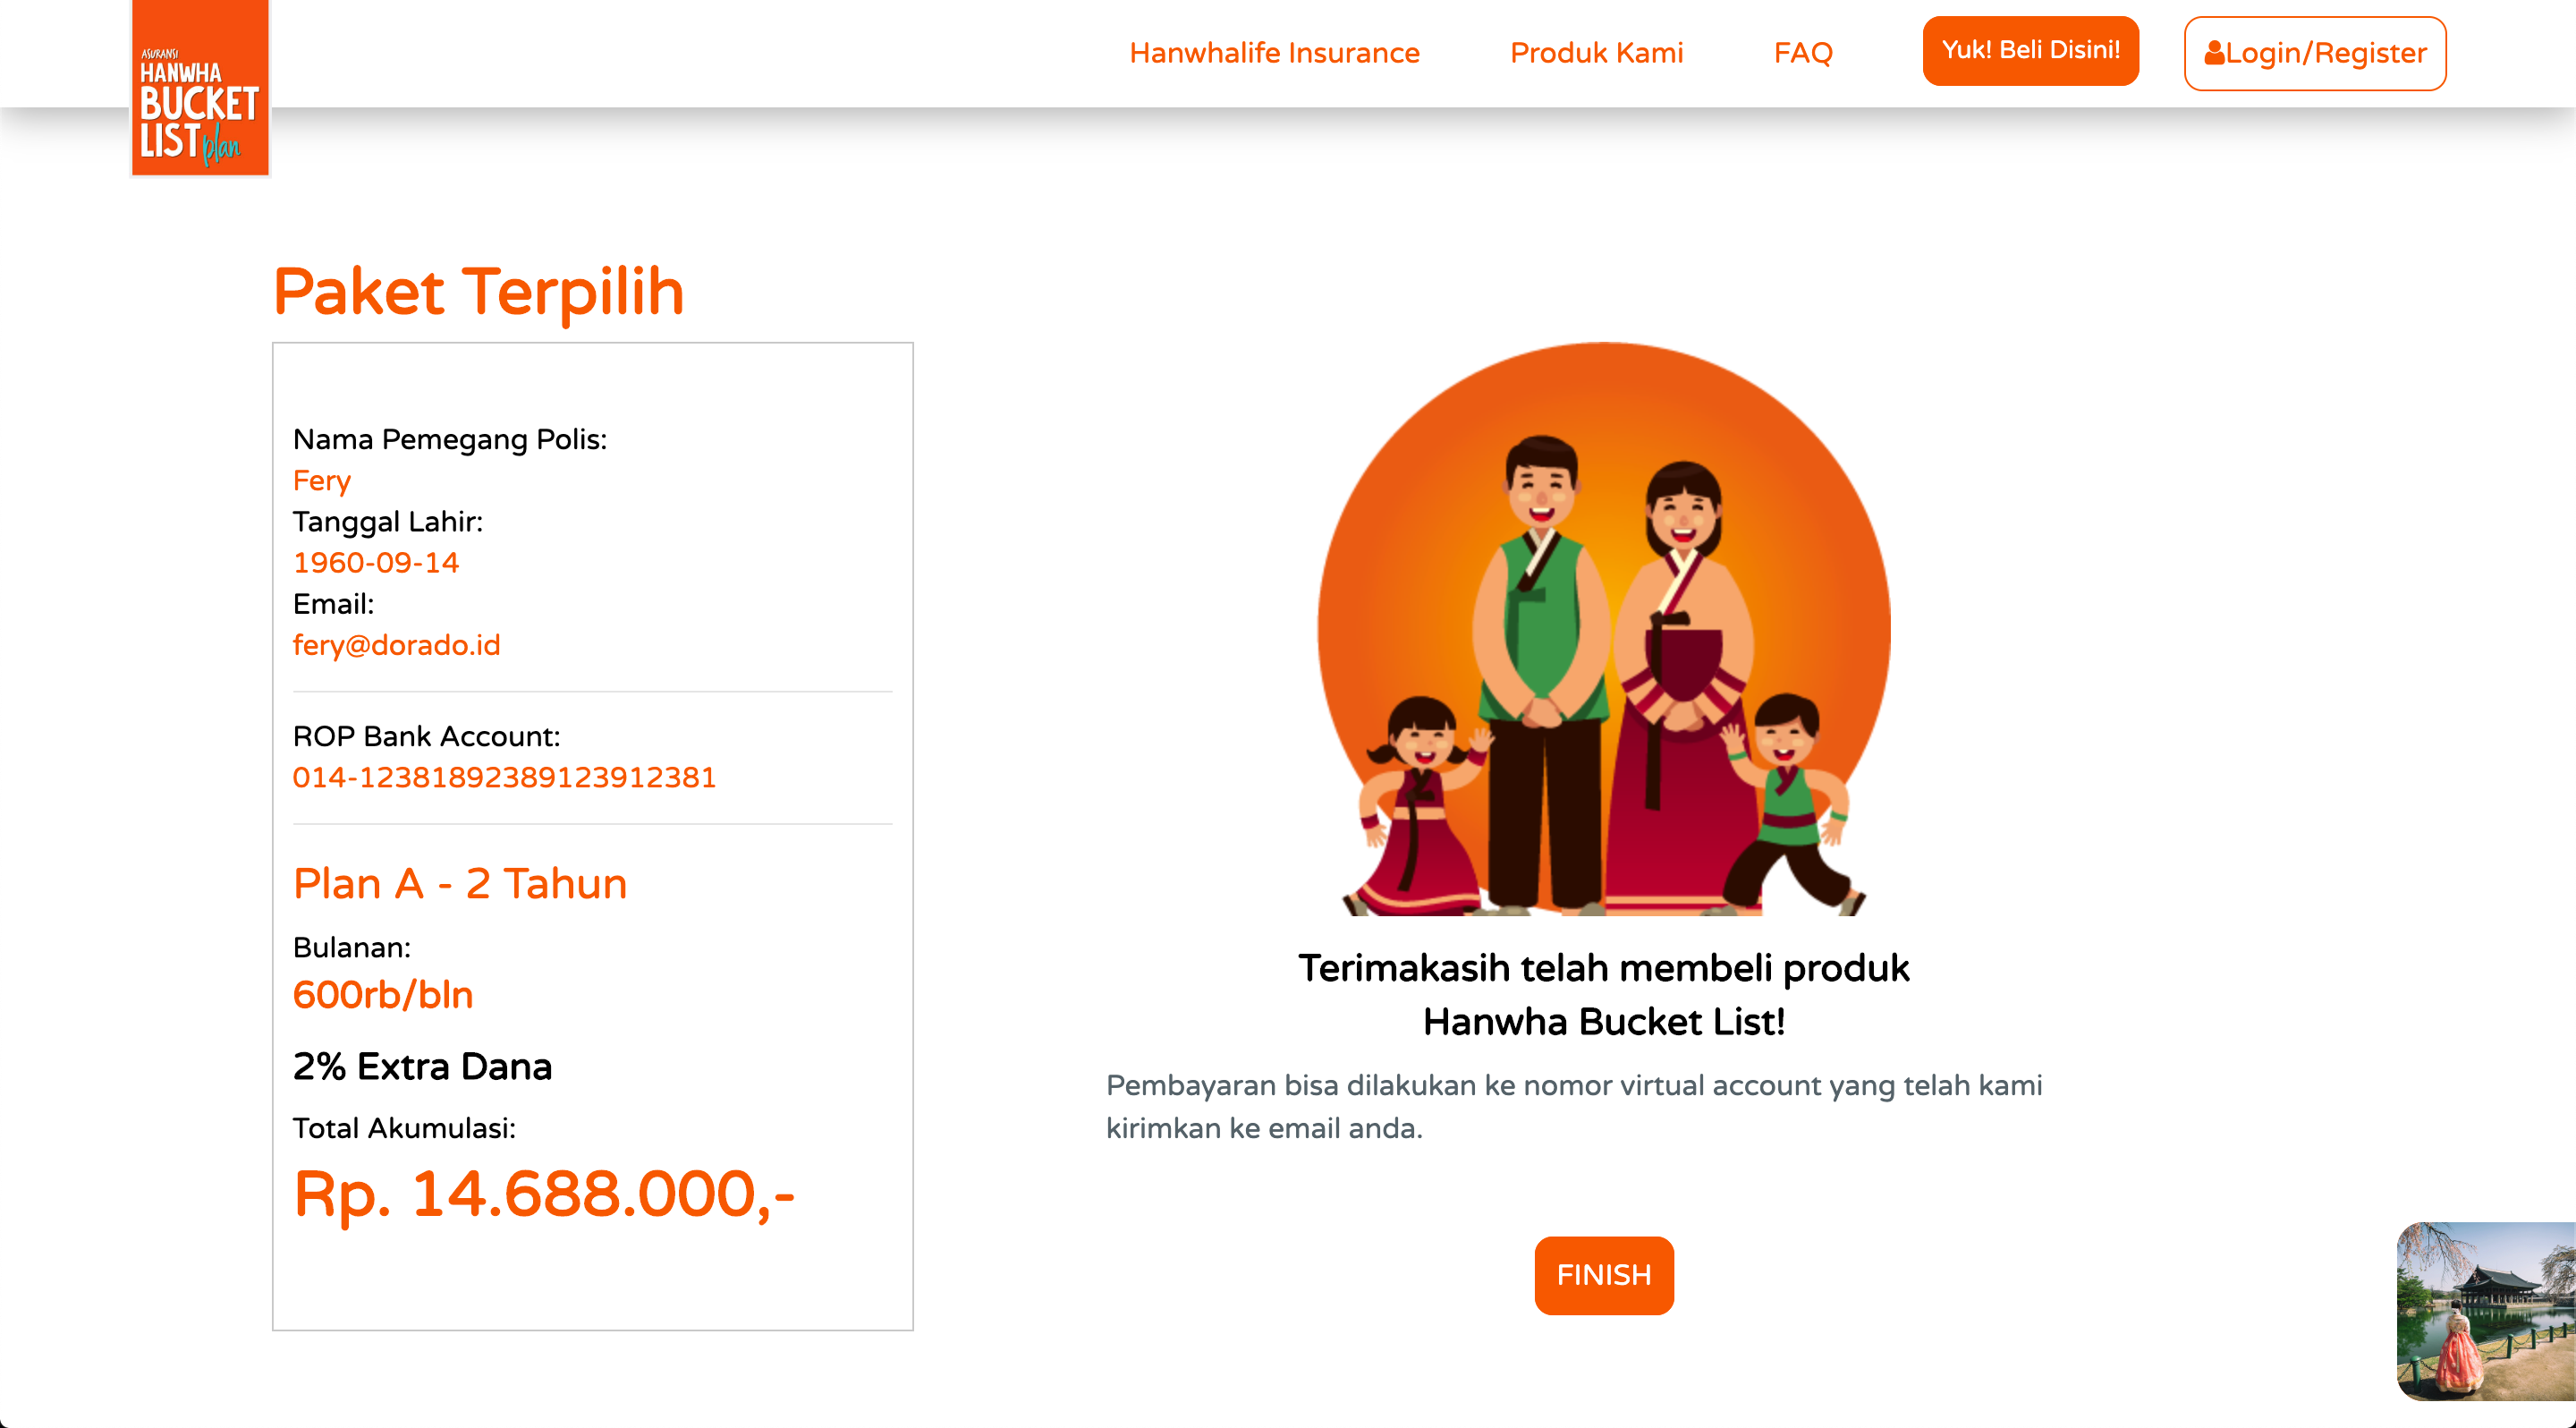 ASURANSI
HANWHA
BUCKET
LIST plan
Hanwhalife Insurance
Produk Kami
FAQ
Yuk! Beli Disini!
Login/Register
Paket Terpilih
Nama Pemegang Polis:
Fery
Tanggal Lahir:
1960-09-14
Email:
fery@dorado.id
ROP Bank Account:
014-12381892389123912381
Plan A - 2 Tahun
Bulanan:
600rb/bln
2% Extra Dana
Total Akumulasi:
Rp. 14.688.000,-
Terimakasih telah membeli produk
Hanwha Bucket List!
Pembayaran bisa dilakukan ke nomor virtual account yang telah kami
kirimkan ke email anda.
FINISH